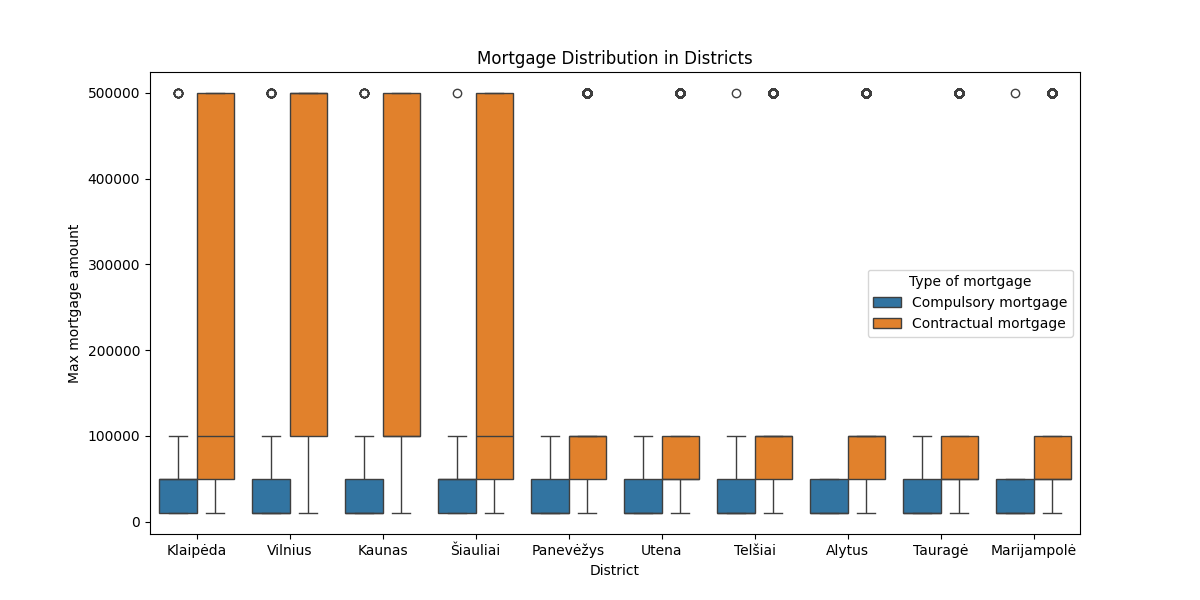 Mortgage Distribution in Districts
Max mortgage amount
500000
400000
300000
200000
100000
0
Type of mortgage
Compulsory mortgage
Contractual mortgage
Klaipėda Vilnius Kaunas Šiauliai Panevėžys Utena Telšiai Alytus Tauragė Marijampolė
District